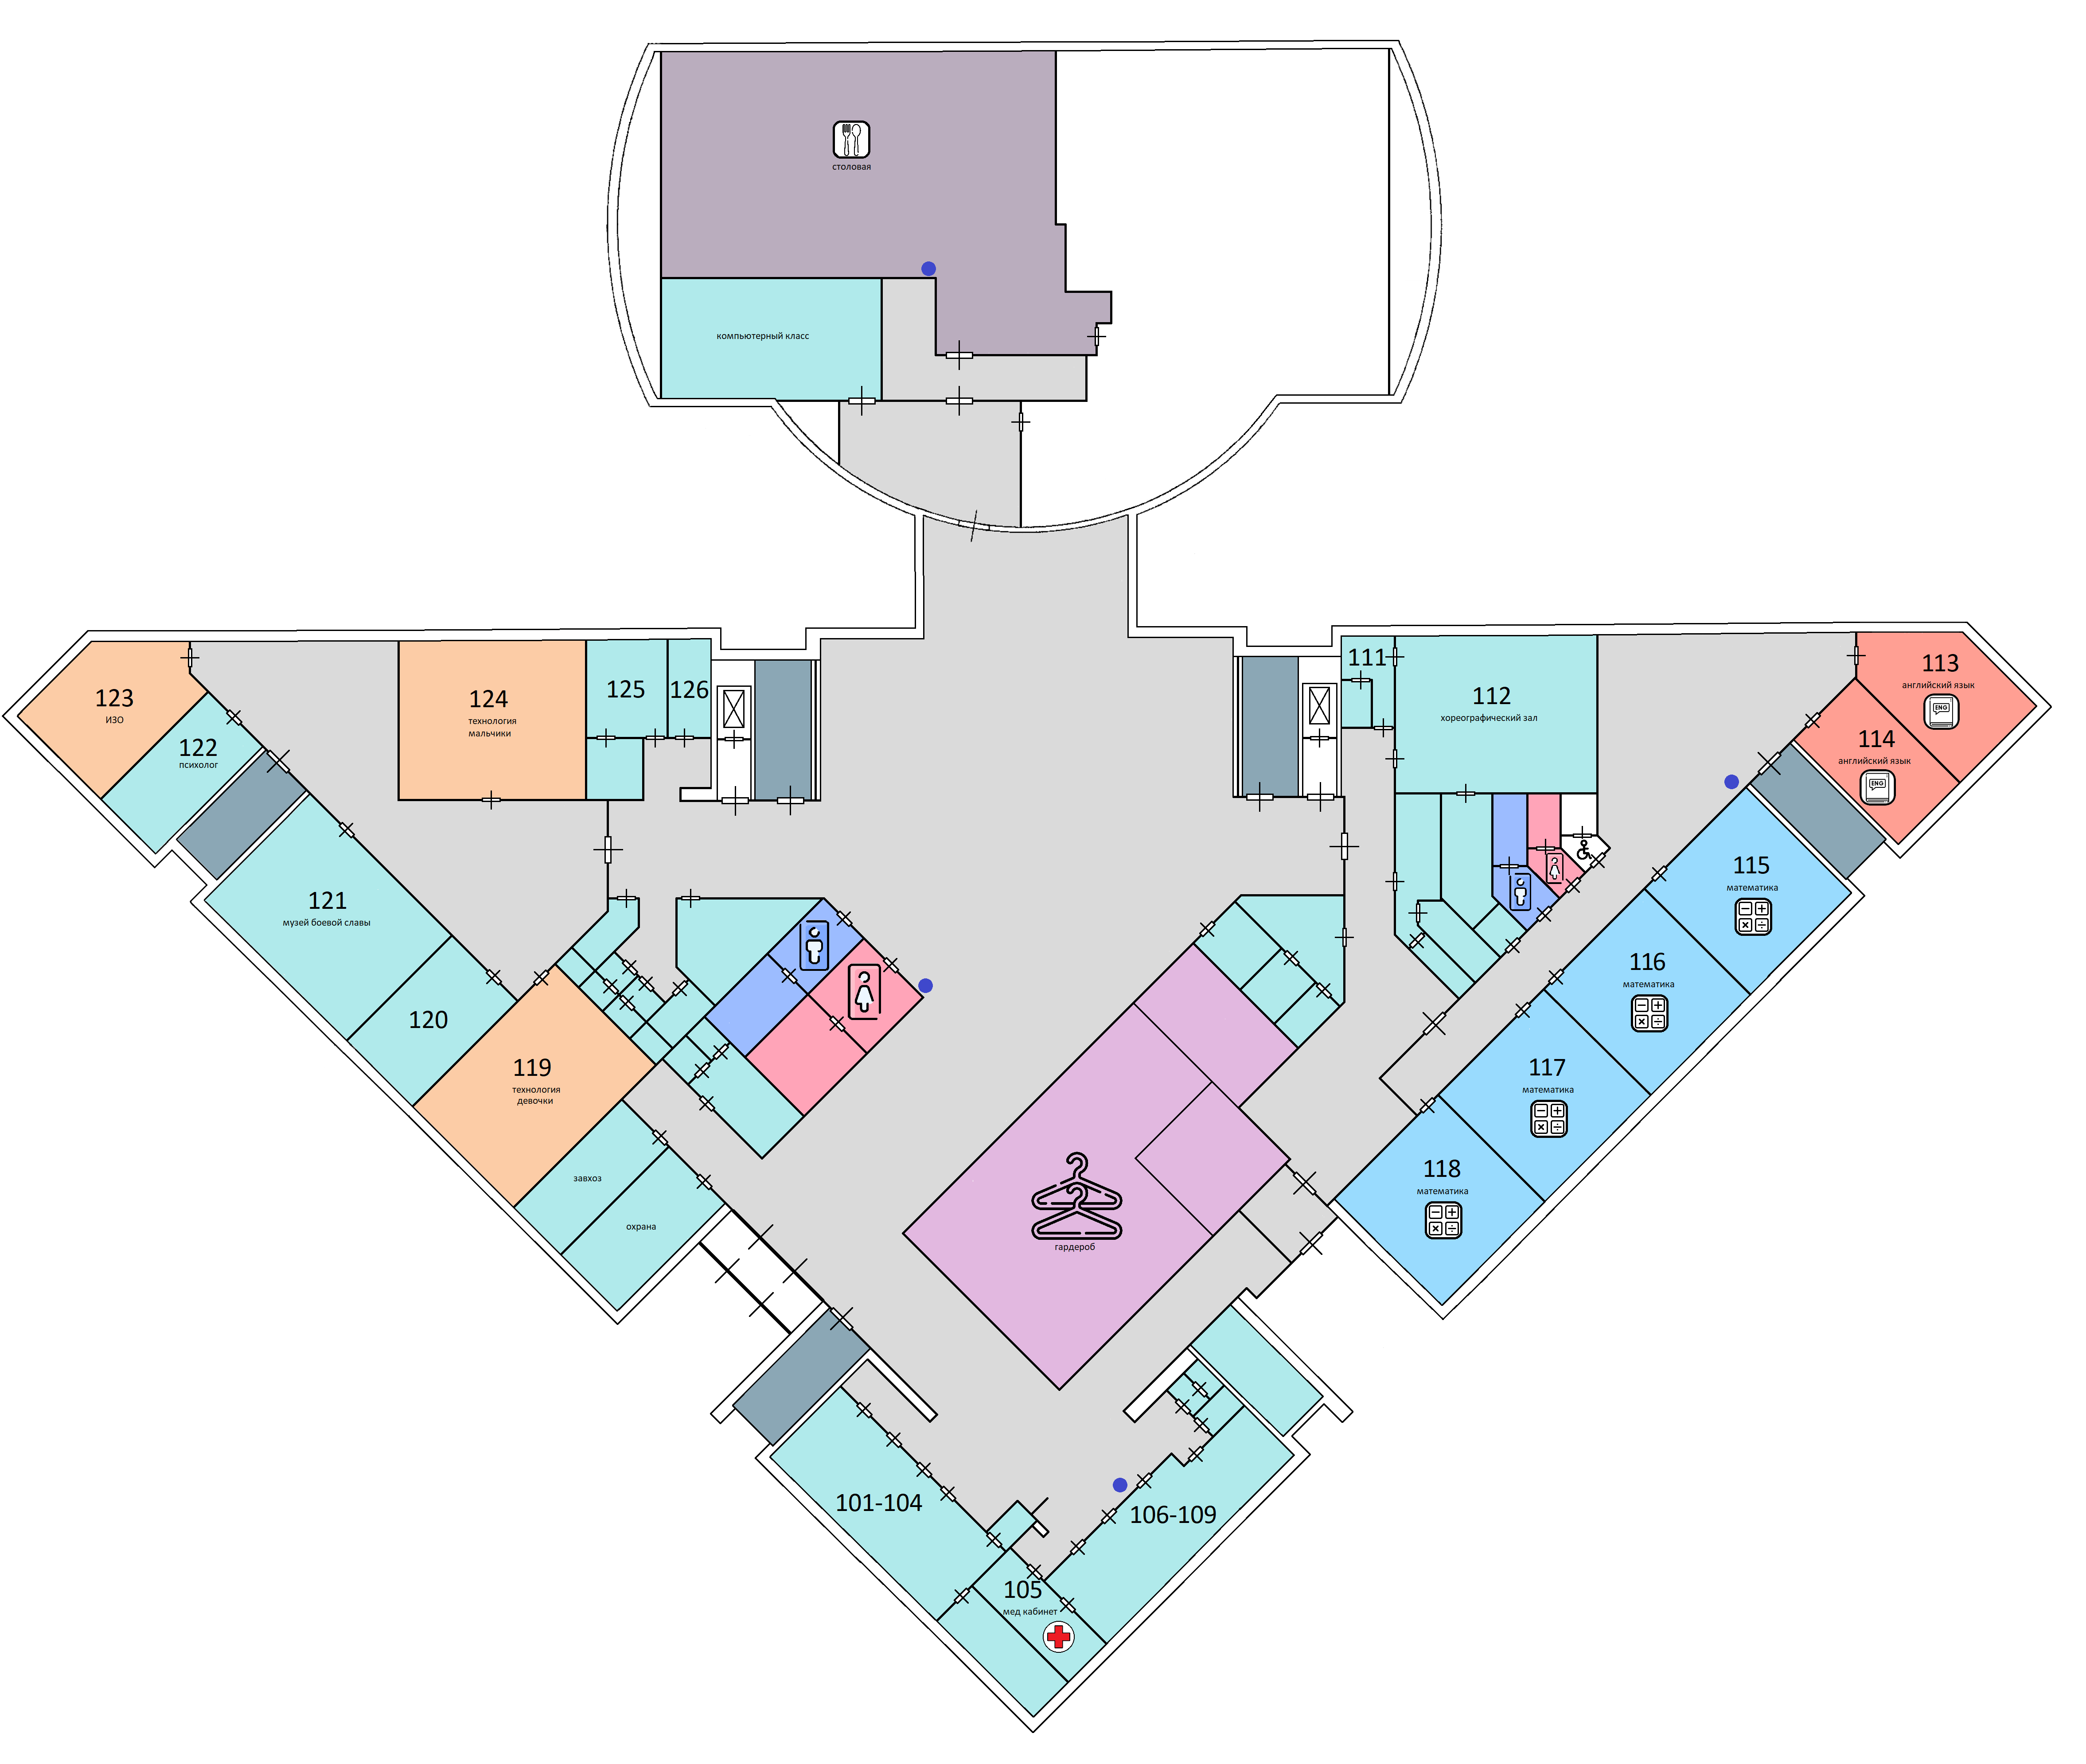 столовая
компьютерный класс
123
ИЗО
122
психолог
124
технология
мальчики
125
126
111
112
хореографический зал
113
английский язык
ENG
114
английский язык
ENG
121
музей боевой славы
120
119
технология
девочки
завхоз
охрана
гардероб
115
математика
116
математика
117
математика
118
математика
101-104
106-109
105
мед кабинет